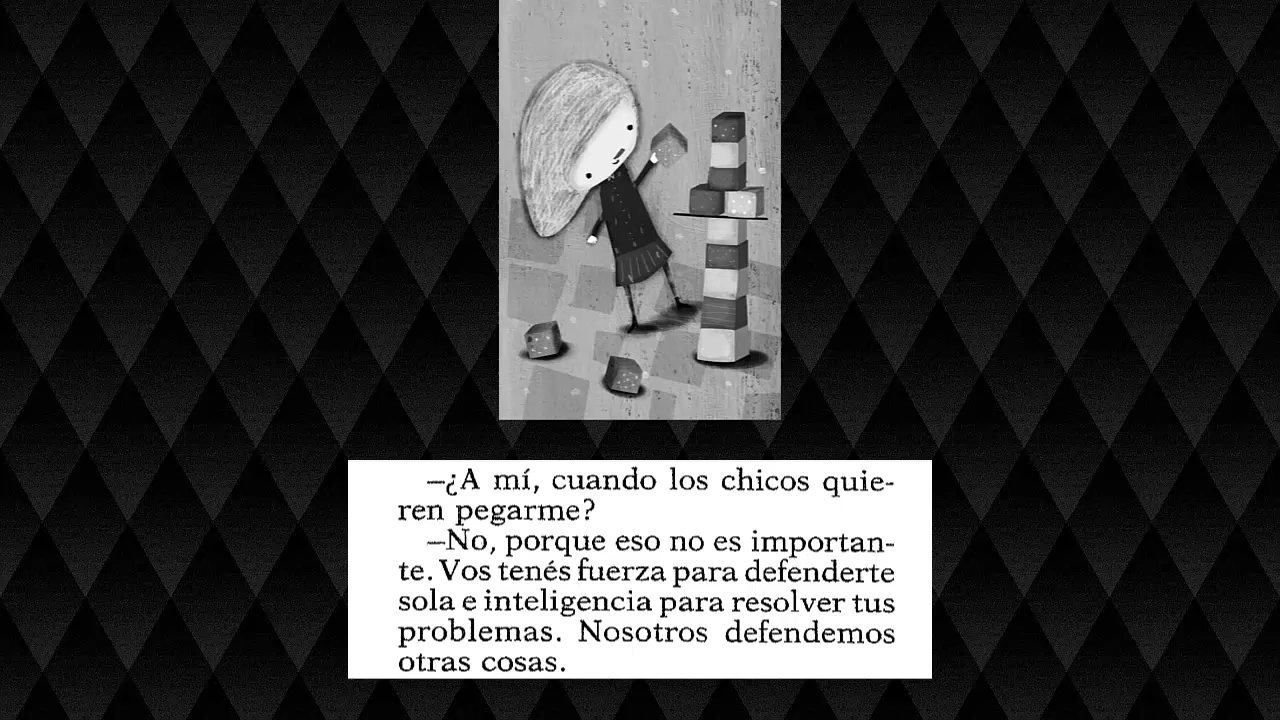 —¿A mí, cuando los chicos quie-
ren pegarme?
—No, porque eso no es importan-
te. Vos tenés fuerza para defenderte
sola e inteligencia para resolver tus
problemas. Nosotros defendemos
otras cosas.